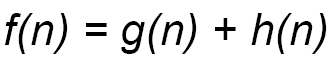 f(n) = g(n) + h(n)